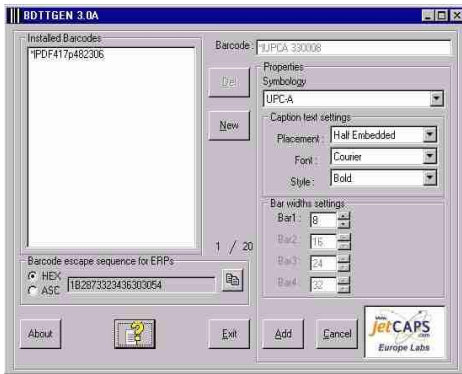 BDTTGEN 3.0A
Installed Barcodes
*IPDF417p482306
Barcode : *IUPCA 330008
Del
New
1 / 20
Properties
Symbology
UPC-A
Caption text settings
Placement : Half Embedded
Font : Courier
Style : Bold
Bar widths settings
Bar1 : 8
Bar2 : 16
Bar3 : 24
Bar4 : 32
Barcode escape sequence for ERPs
HEX
ASC
1B2873323436303054
About
Exit
Add
Cancel
www.
jetCAPS
.com
Europe Labs